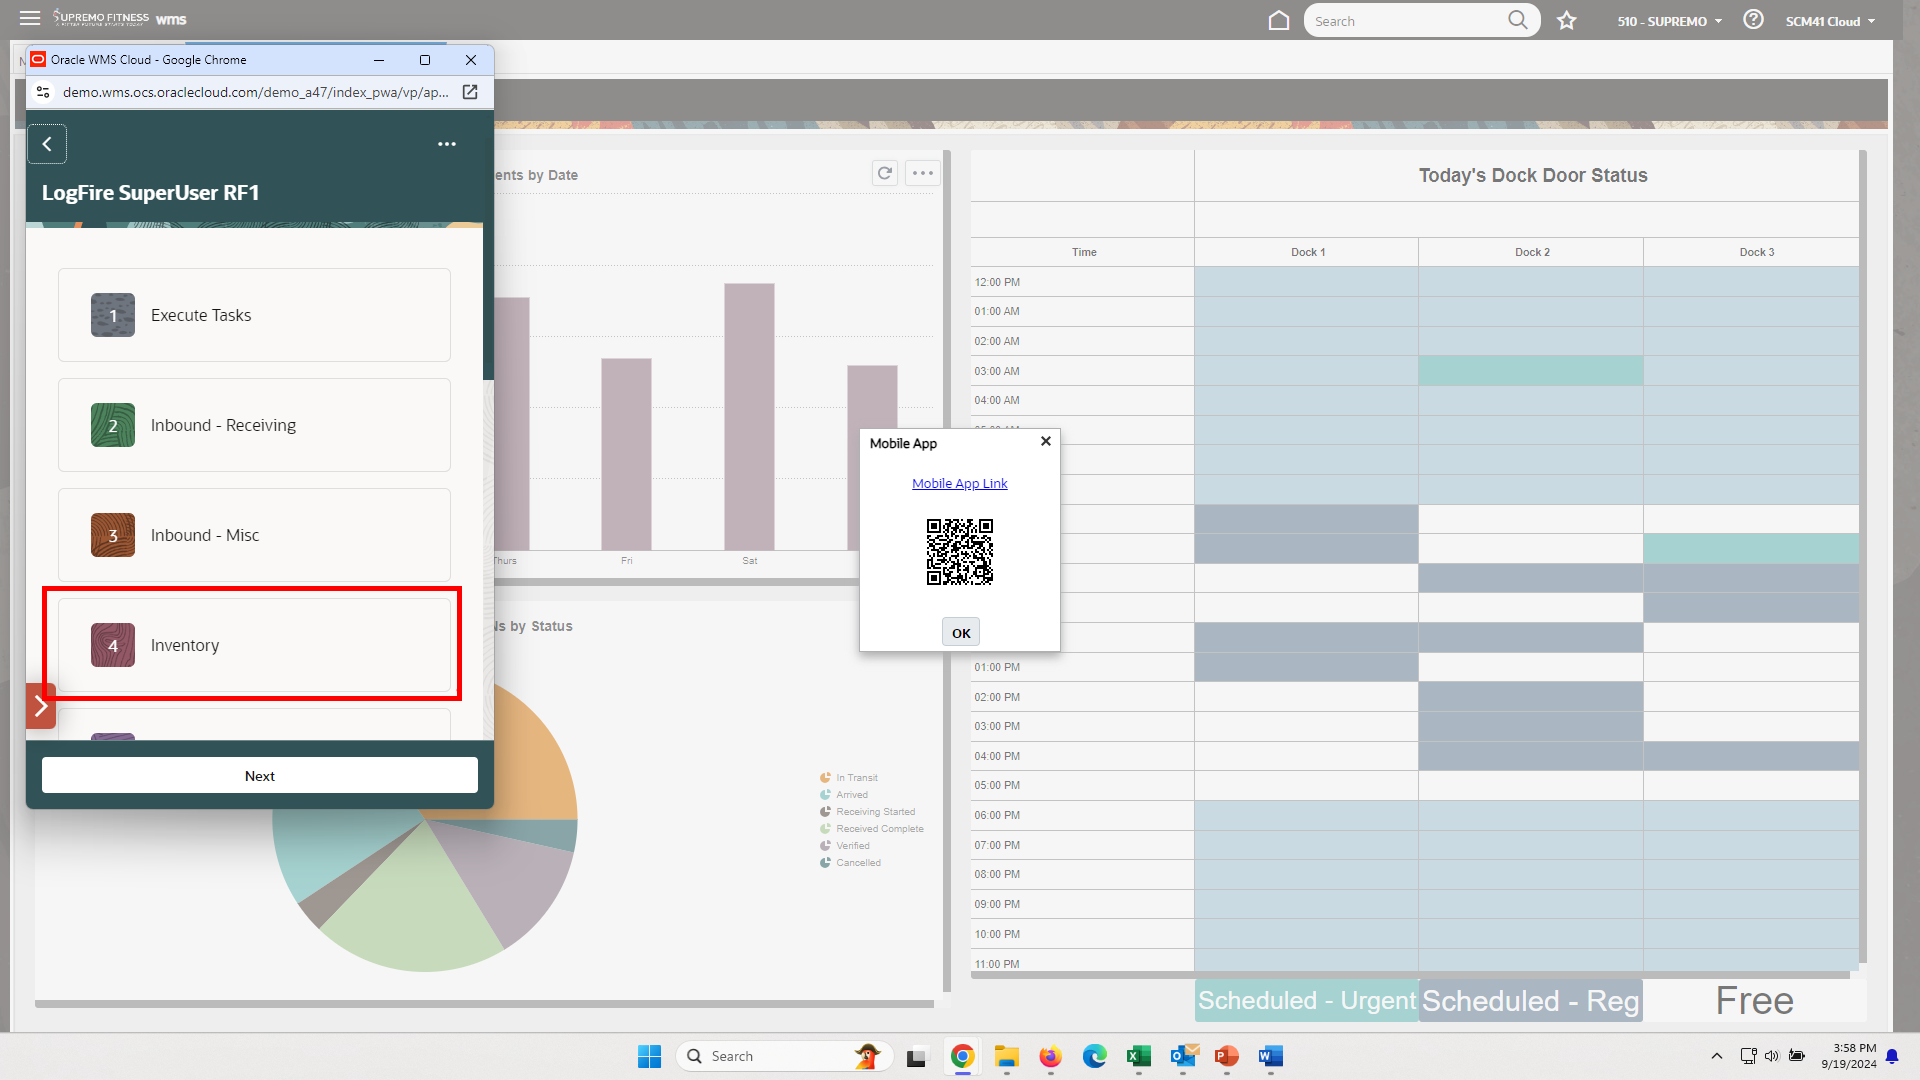 SUPREMO FITNESS wms
Search
510 - SUPREMO
SCM41 Cloud
Oracle WMS Cloud - Google Chrome
demo.wms.ocs.oraclecloud.com/demo_a47/index_pwa/vp/ap...
LogFire SuperUser RF1
1 Execute Tasks
2 Inbound - Receiving
3 Inbound - Misc
4 Inventory
Next
ents by Date
Thurs
Fri
Sat
Ns by Status
In Transit
Arrived
Receiving Started
Received Complete
Verified
Cancelled
Mobile App
Mobile App Link
OK
Today's Dock Door Status
Time Dock 1 Dock 2 Dock 3
12:00 PM
01:00 AM
02:00 AM
03:00 AM
04:00 AM
01:00 PM
02:00 PM
03:00 PM
04:00 PM
05:00 PM
06:00 PM
07:00 PM
08:00 PM
09:00 PM
10:00 PM
11:00 PM
Scheduled - Urgent Scheduled - Reg Free
Search
3:58 PM
9/19/2024